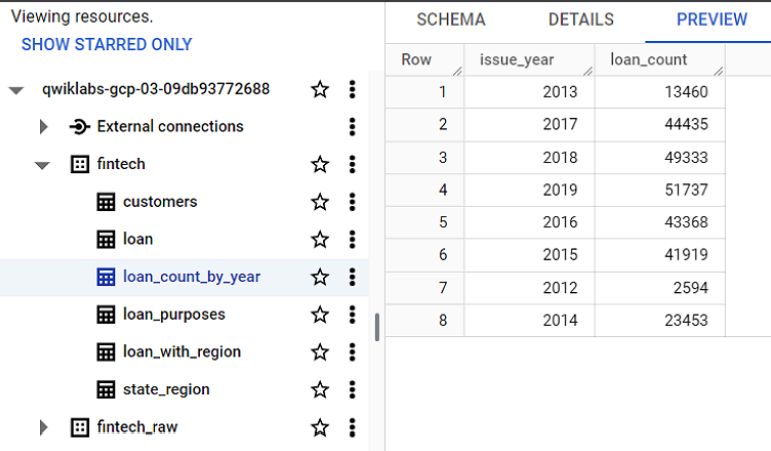 Viewing resources.
SHOW STARRED ONLY
qwiklabs-gcp-03-09db93772688
External connections
fintech
customers
loan
loan_count_by_year
loan_purposes
loan_with_region
state_region
fintech_raw
SCHEMA DETAILS PREVIEW
Row issue_year loan_count
1 2013 13460
2 2017 44435
3 2018 49333
4 2019 51737
5 2016 43368
6 2015 41919
7 2012 2594
8 2014 23453